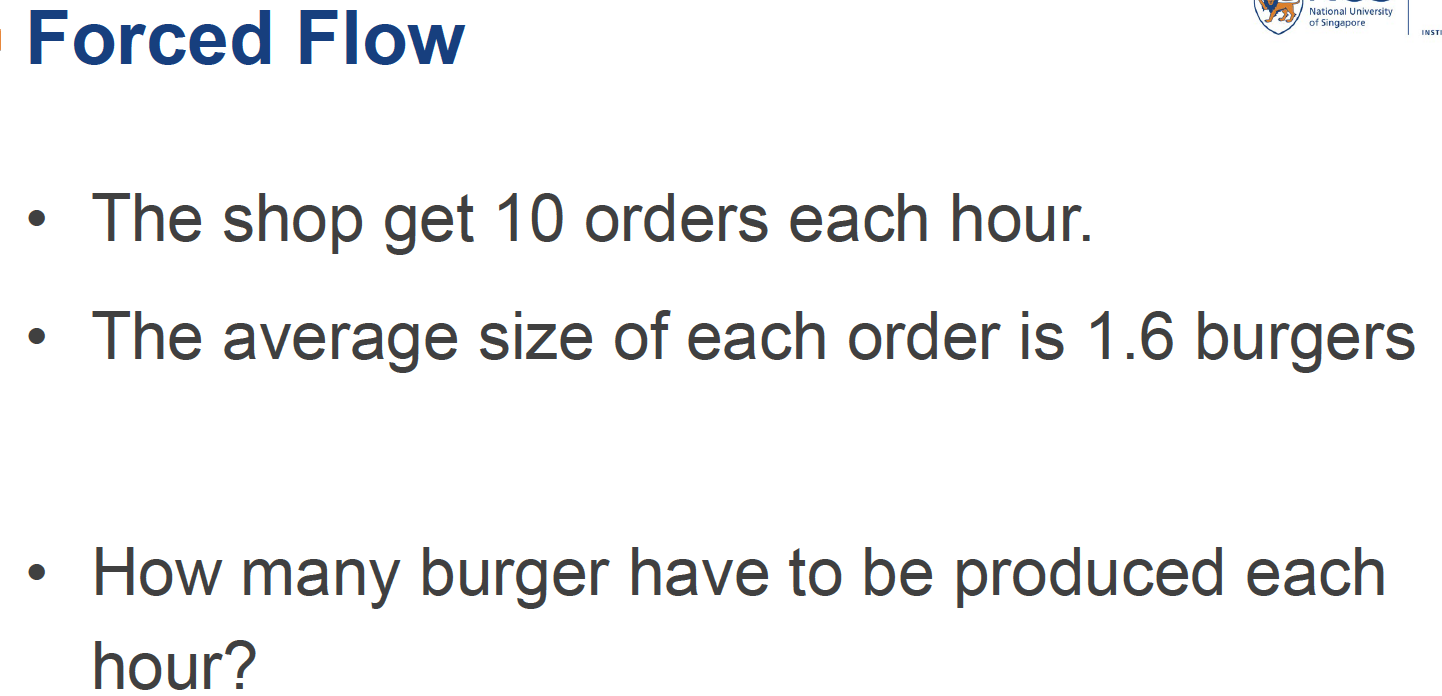 Forced Flow
National University
of Singapore
• The shop get 10 orders each hour.
• The average size of each order is 1.6 burgers
• How many burger have to be produced each
hour?